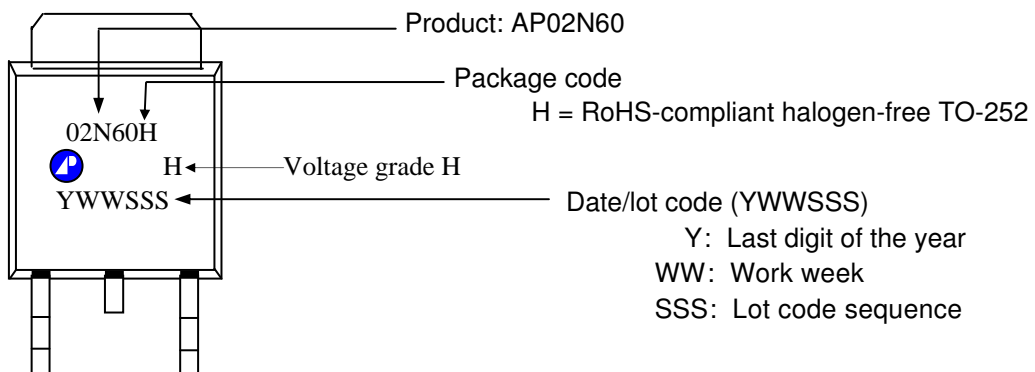 Product: AP02N60
Package code
H = RoHS-compliant halogen-free TO-252
02N60H
AP
H
Voltage grade H
YWWSSS
Date/lot code (YWWSSS)
Y: Last digit of the year
WW: Work week
SSS: Lot code sequence